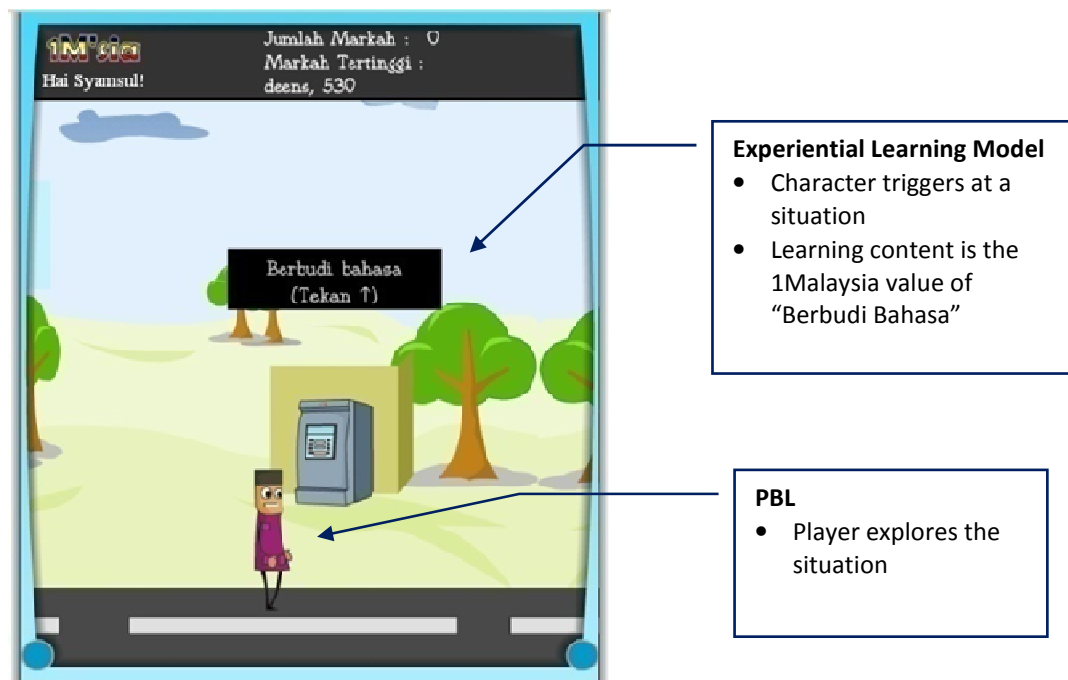 1M'sia
Hai Syamsul!
Jumlah Markah : 0
Markah Tertinggi :
deens, 530
Berbudi bahasa
(Tekan ↑)
Experiential Learning Model
• Character triggers at a
situation
• Learning content is the
1Malaysia value of
“Berbudi Bahasa”
PBL
• Player explores the
situation